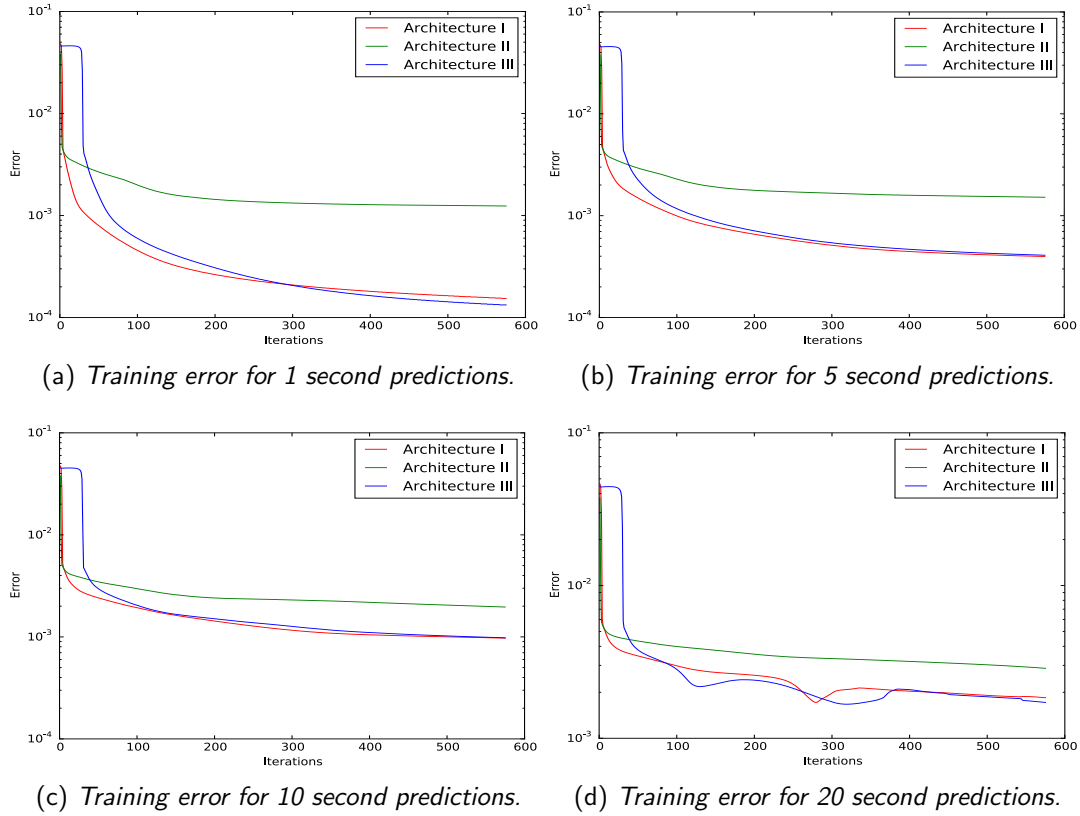 10^-1
10^-2
10^-3
10^-4
Error
0 100 200 300 400 500 600
Iterations
Architecture I
Architecture II
Architecture III
(a) Training error for 1 second predictions.
10^-1
10^-2
10^-3
10^-4
Error
0 100 200 300 400 500 600
Iterations
Architecture I
Architecture II
Architecture III
(b) Training error for 5 second predictions.
10^-1
10^-2
10^-3
10^-4
Error
0 100 200 300 400 500 600
Iterations
Architecture I
Architecture II
Architecture III
(c) Training error for 10 second predictions.
10^-1
10^-2
10^-3
Error
0 100 200 300 400 500 600
Iterations
Architecture I
Architecture II
Architecture III
(d) Training error for 20 second predictions.